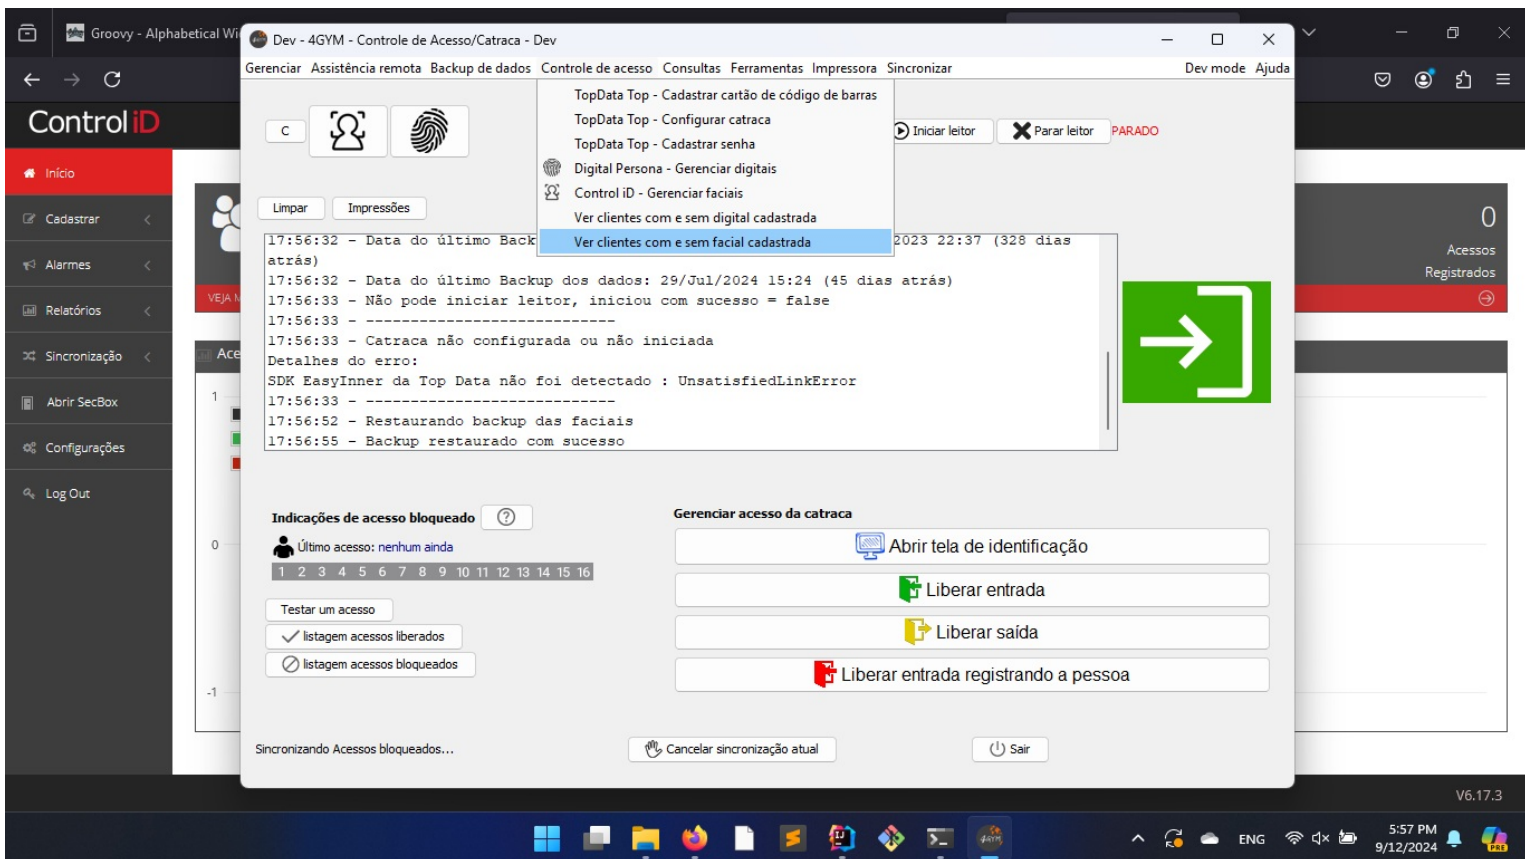 Groovy - Alphabetical Wi
Dev - 4GYM - Controle de Acesso/Catraca - Dev
Gerenciar Assistência remota Backup de dados Controle de acesso Consultas Ferramentas Impressora Sincronizar Dev mode Ajuda
Control iD
TopData Top - Cadastrar cartão de código de barras
TopData Top - Configurar catraca
TopData Top - Cadastrar senha
Digital Persona - Gerenciar digitais
Control iD - Gerenciar faciais
Ver clientes com e sem digital cadastrada
Ver clientes com e sem facial cadastrada
C
Iniciar leitor
Parar leitor
PARADO
Início
Cadastrar
Alarmes
Relatórios
Sincronização
Abrir SecBox
Configurações
Log Out
VEJA M
Ace
1
0
-1
0
Acessos
Registrados
Limpar
Impressões
17:56:32 - Data do último Back
2023 22:37 (328 dias
atrás)
17:56:32 - Data do último Backup dos dados: 29/Jul/2024 15:24 (45 dias atrás)
17:56:33 - Não pode iniciar leitor, iniciou com sucesso = false
17:56:33 - ----------------------------
17:56:33 - Catraca não configurada ou não iniciada
Detalhes do erro:
SDK EasyInner da Top Data não foi detectado : UnsatisfiedLinkError
17:56:33 - ----------------------------
17:56:52 - Restaurando backup das faciais
17:56:55 - Backup restaurado com sucesso
Indicações de acesso bloqueado
Último acesso: nenhum ainda
1 2 3 4 5 6 7 8 9 10 11 12 13 14 15 16
Testar um acesso
listagem acessos liberados
listagem acessos bloqueados
Gerenciar acesso da catraca
Abrir tela de identificação
Liberar entrada
Liberar saída
Liberar entrada registrando a pessoa
Sincronizando Acessos bloqueados...
Cancelar sincronização atual
Sair
V6.17.3
ENG
5:57 PM
9/12/2024
PRE